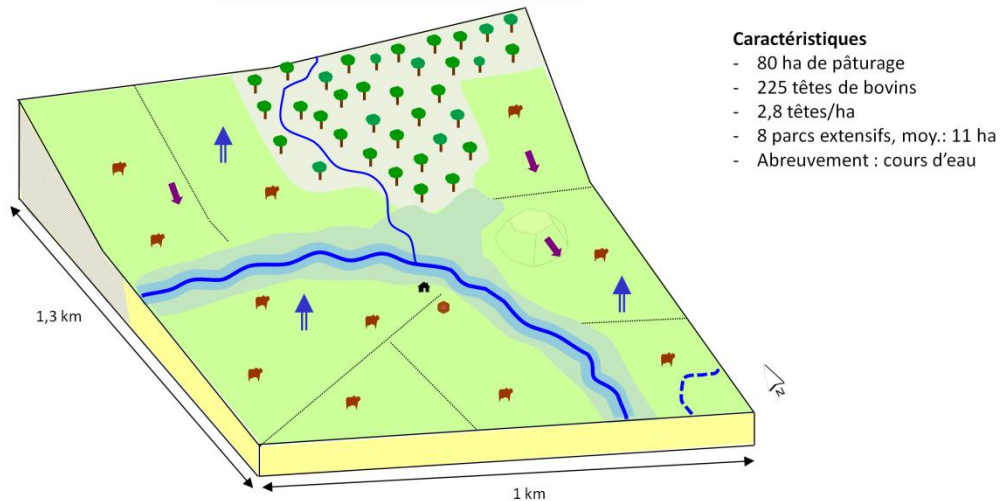 Caractéristiques
- 80 ha de pâturage
- 225 têtes de bovins
- 2,8 têtes/ha
- 8 parcs extensifs, moy.: 11 ha
- Abreuvement : cours d'eau
1,3 km
N
1 km